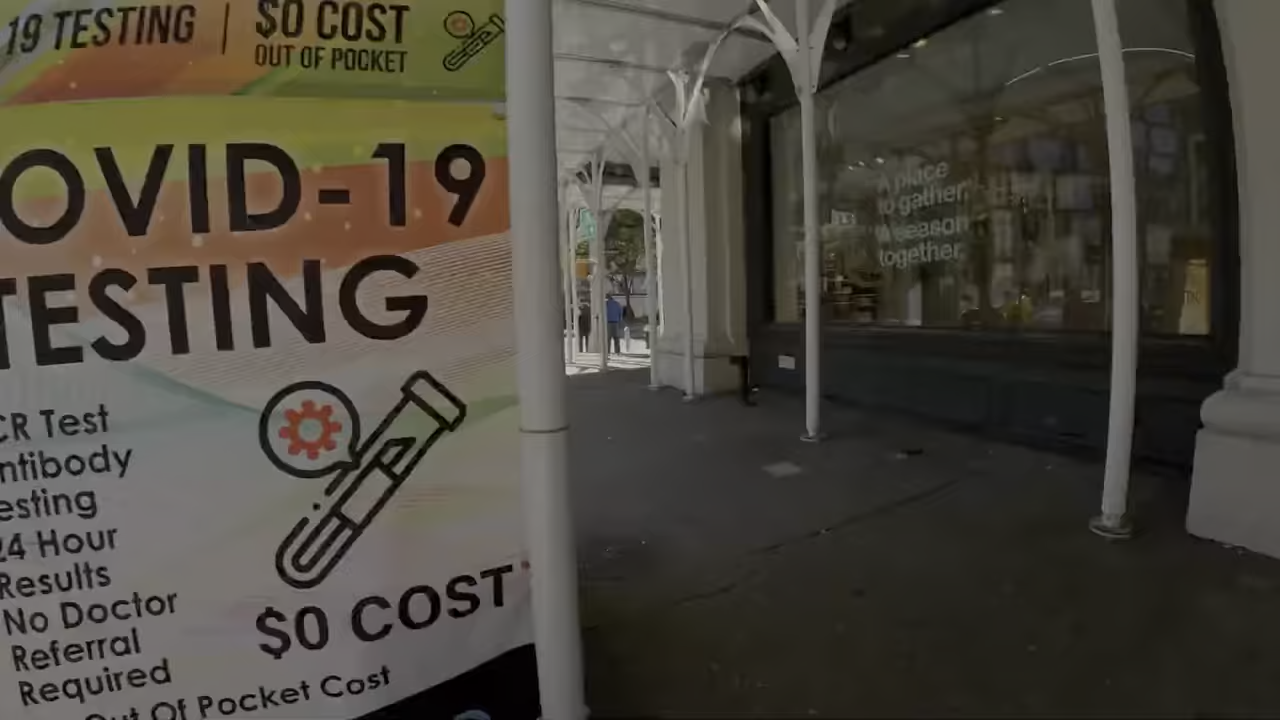 19 TESTING | $0 COST
OUT OF POCKET
OVID-19
TESTING
CR Test
ntibody
esting
24 Hour
Results
No Doctor
Referral
Required
$0 COST
Out Of Pocket Cost
A place
to gather.
A season
together.